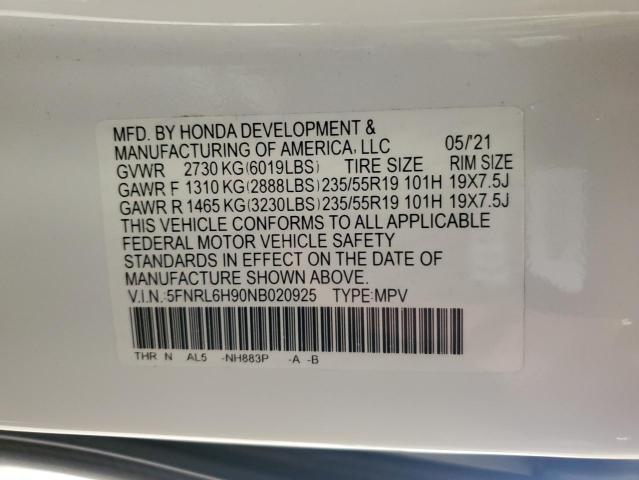 MFD. BY HONDA DEVELOPMENT &
MANUFACTURING OF AMERICA, LLC 05/'21
GVWR 2730 KG(6019LBS) TIRE SIZE RIM SIZE
GAWR F 1310 KG(2888LBS)235/55R19 101H 19X7.5J
GAWR R 1465 KG(3230LBS)235/55R19 101H 19X7.5J
THIS VEHICLE CONFORMS TO ALL APPLICABLE
FEDERAL MOTOR VEHICLE SAFETY
STANDARDS IN EFFECT ON THE DATE OF
MANUFACTURE SHOWN ABOVE.
V.I.N.:5FNRL6H90NB020925 TYPE:MPV
THR N AL5 -NH883P -A -B